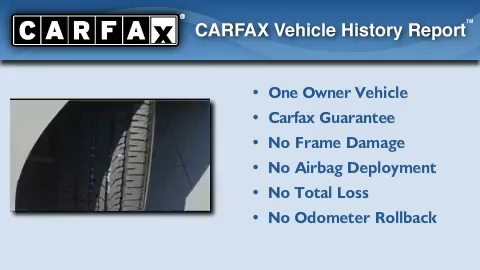 CARFAX®
CARFAX Vehicle History Report™
• One Owner Vehicle
• Carfax Guarantee
• No Frame Damage
• No Airbag Deployment
• No Total Loss
• No Odometer Rollback